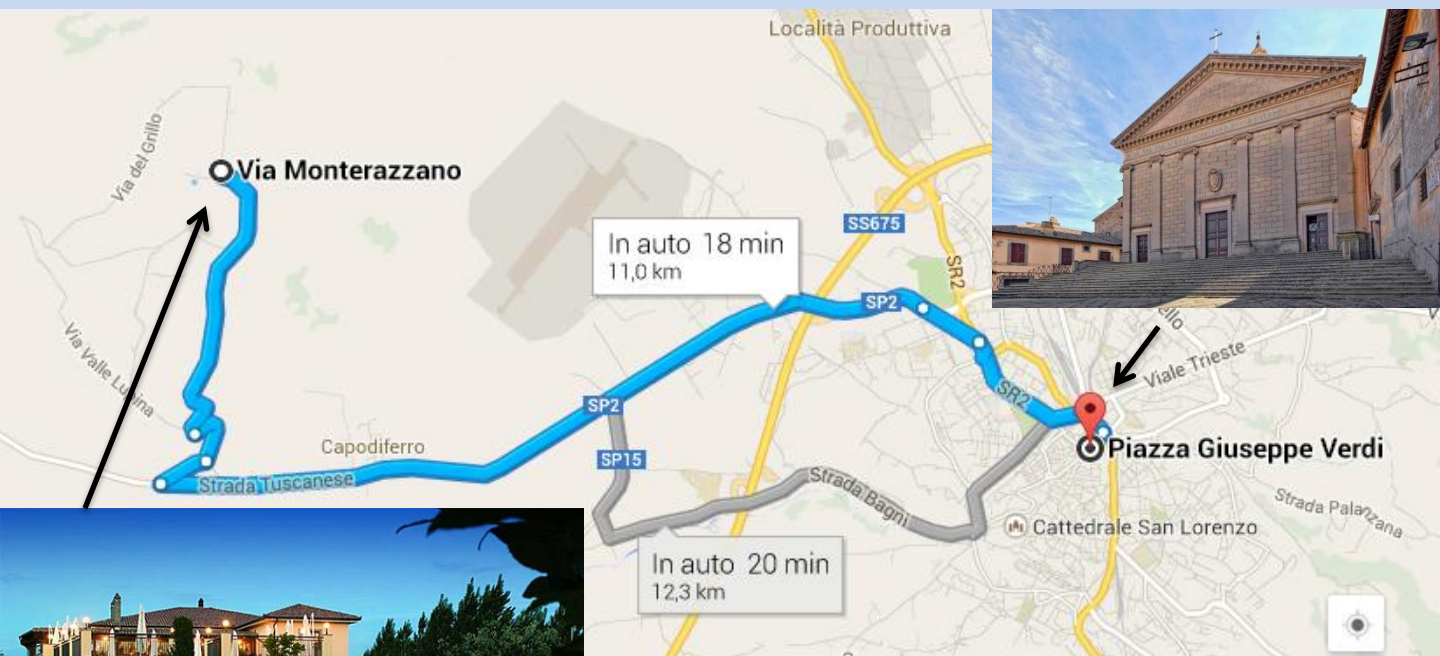 Località Produttiva
Via del Grillo
Via Monterazzano
SS675
In auto 18 min
11,0 km
SR2
SP2
Viale Trieste
Via Valle Lupina
SP2
SR2
Capodiferro
Piazza Giuseppe Verdi
SP15
Strada Tuscanese
Strada Bagni
Strada Palanzana
Cattedrale San Lorenzo
In auto 20 min
12,3 km